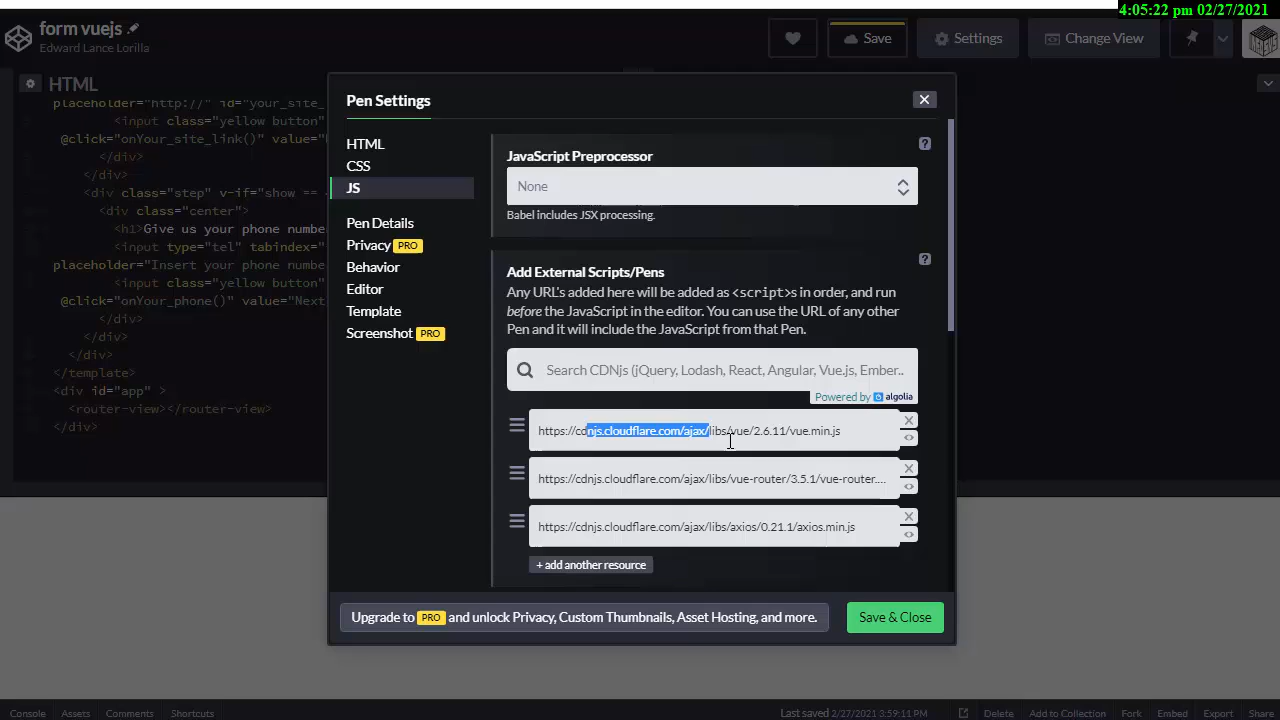 4:05:22 pm 02/27/2021
form vuejs
Edward Lance Lorilla
Save
Settings
Change View
HTML
placeholder="http://" id="your_site_
<input class="yellow button"
@click="onYour_site_link()" value="
</div>
</div>
<div class="step" v-if="show ==
<div class="center">
<h1>Give us your phone number
<input type="tel" tabindex="
placeholder="Insert your phone numbe
<input class="yellow button"
@click="onYour_phone()" value="Next
</div>
</div>
</div>
</template>
<div id="app" >
<router-view></router-view>
</div>
Pen Settings
HTML
CSS
JS
Pen Details
Privacy PRO
Behavior
Editor
Template
Screenshot PRO
JavaScript Preprocessor
None
Babel includes JSX processing.
Add External Scripts/Pens
Any URL's added here will be added as <script>s in order, and run
before the JavaScript in the editor. You can use the URL of any other
Pen and it will include the JavaScript from that Pen.
Search CDNjs (jQuery, Lodash, React, Angular, Vue.js, Ember..
Powered by algolia
https://cdnjs.cloudflare.com/ajax/libs/vue/2.6.11/vue.min.js
https://cdnjs.cloudflare.com/ajax/libs/vue-router/3.5.1/vue-router....
https://cdnjs.cloudflare.com/ajax/libs/axios/0.21.1/axios.min.js
+ add another resource
Upgrade to PRO and unlock Privacy, Custom Thumbnails, Asset Hosting, and more.
Save & Close
Console Assets Comments Shortcuts
Last saved 2/27/2021 3:59:11 PM
Delete Add to Collection Fork Embed Export Share